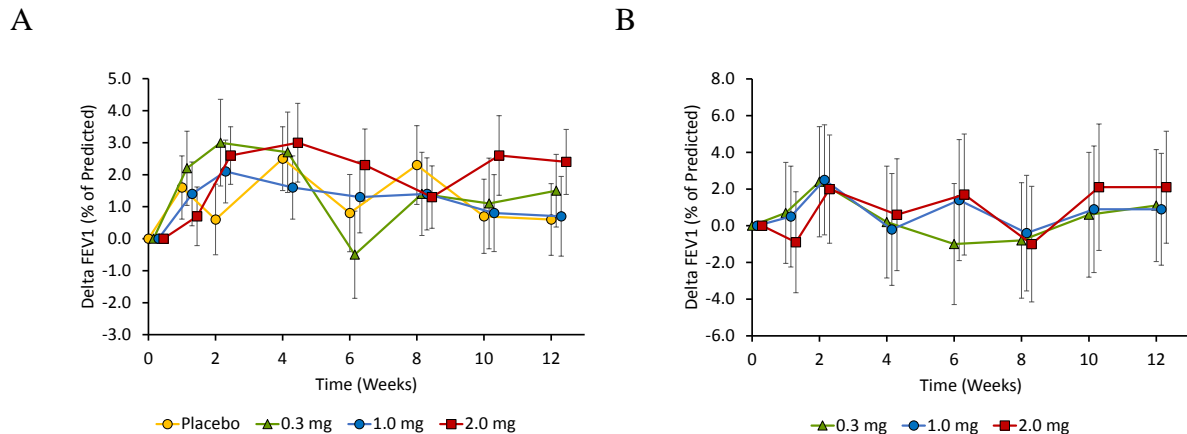 A
Delta FEV1 (% of Predicted)
5.0
4.0
3.0
2.0
1.0
0.0
-1.0
-2.0
-3.0
0 2 4 6 8 10 12
Time (Weeks)
Placebo 0.3 mg 1.0 mg 2.0 mg
B
Delta FEV1 (% of Predicted)
8.0
6.0
4.0
2.0
0.0
-2.0
-4.0
-6.0
0 2 4 6 8 10 12
Time (Weeks)
0.3 mg 1.0 mg 2.0 mg